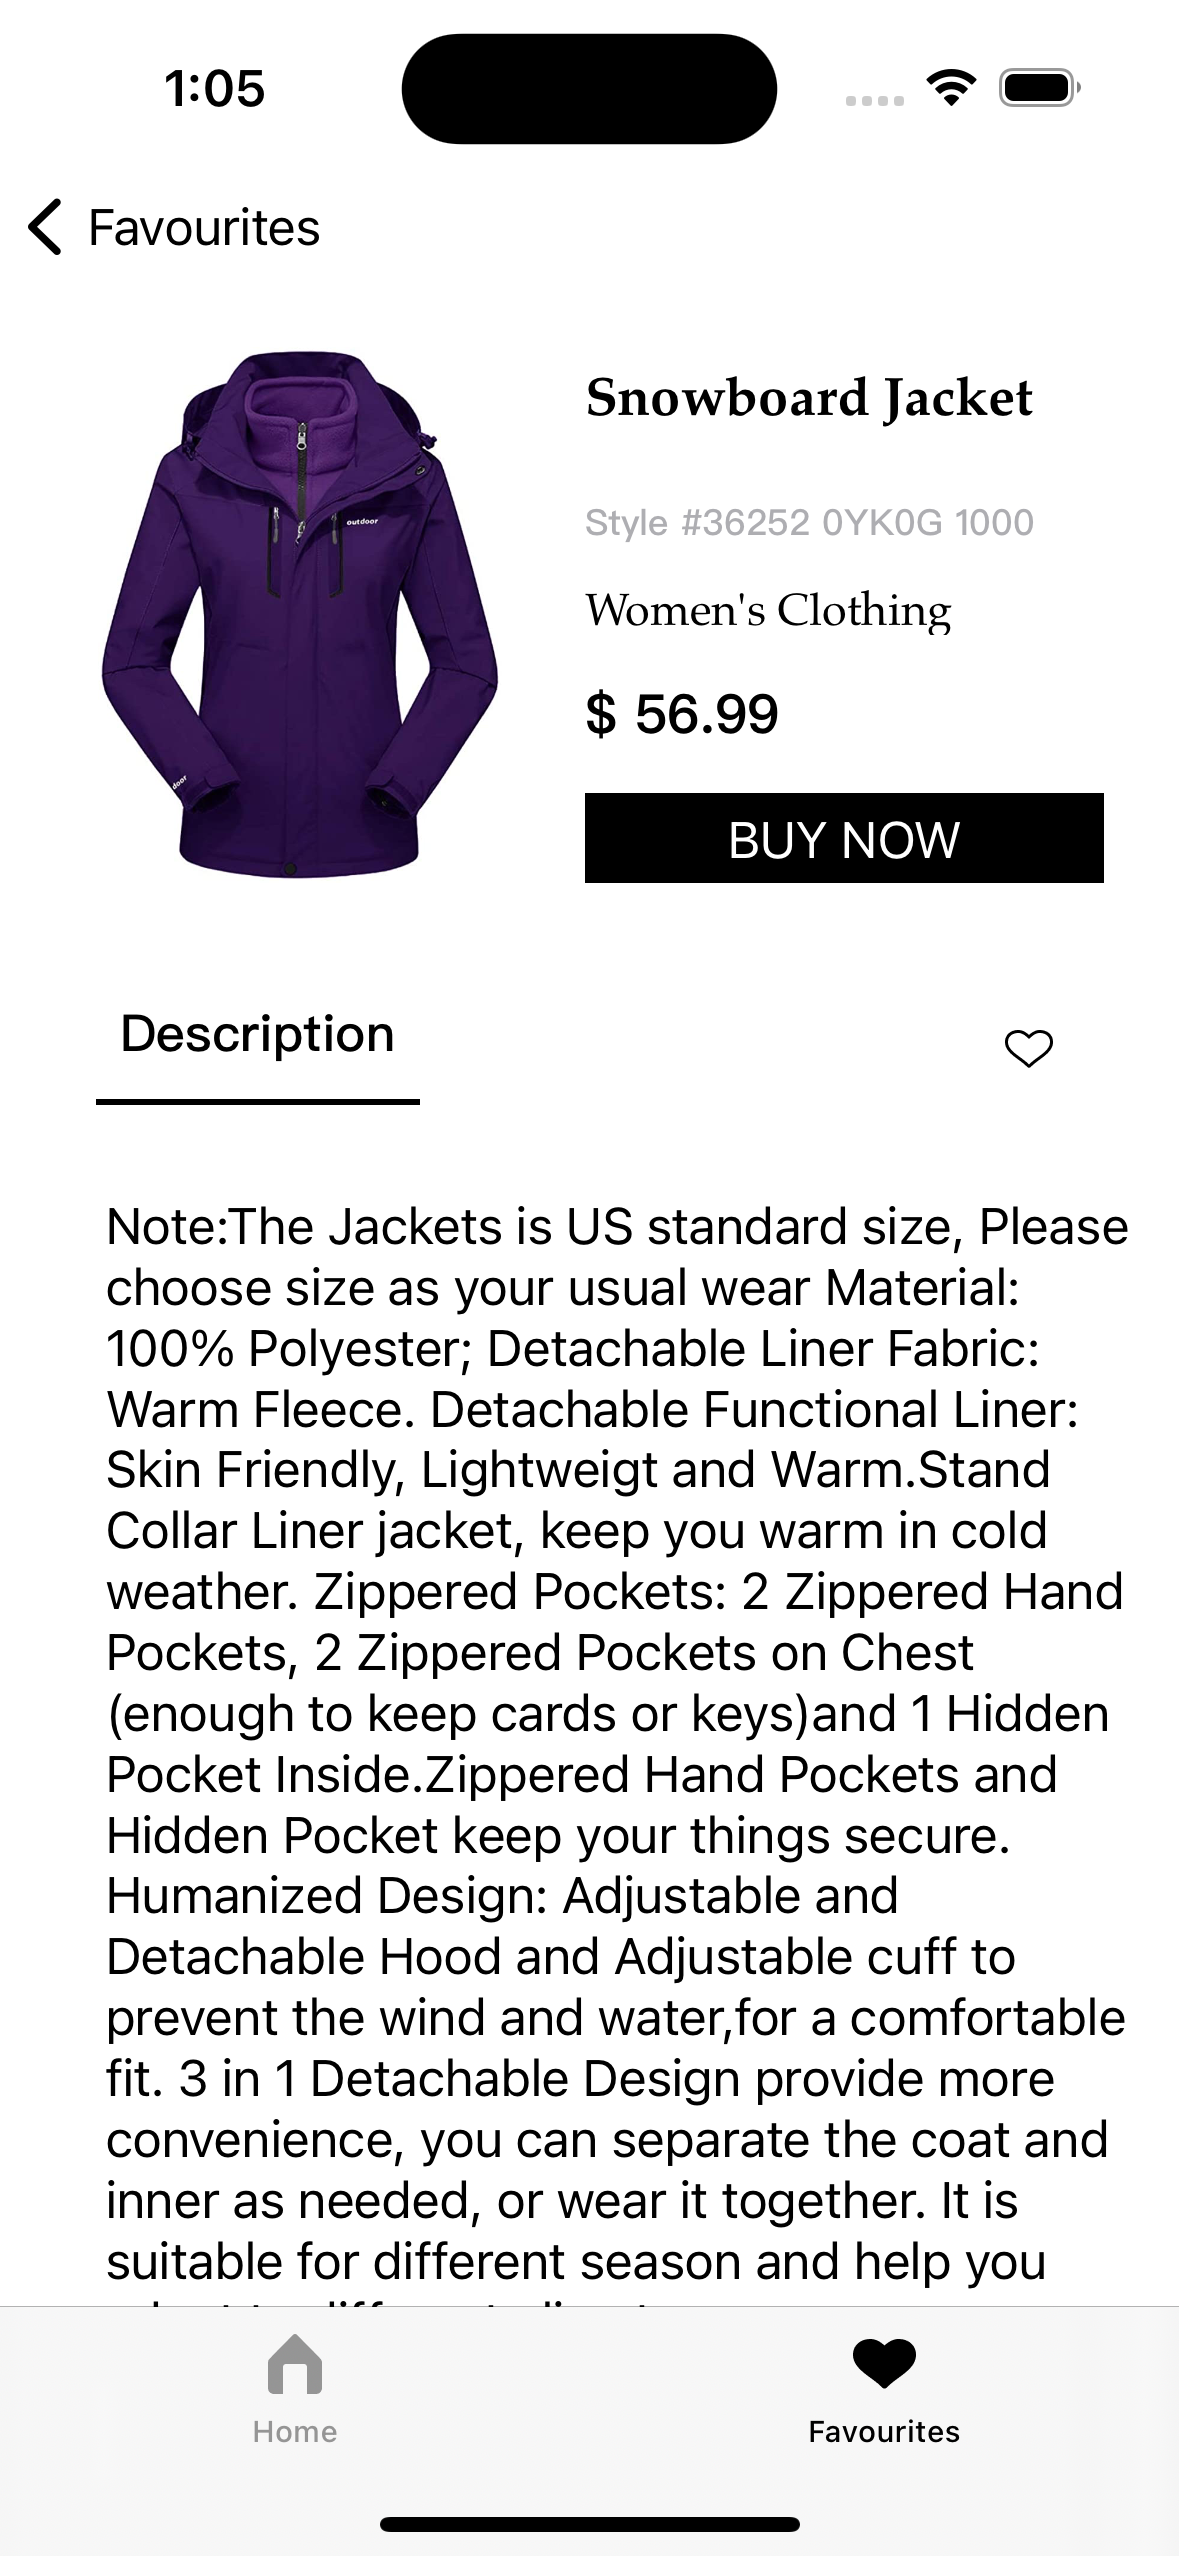 1:05
Favourites
Snowboard Jacket
outdoor
Style #36252 0YK0G 1000
Women's Clothing
$ 56.99
door
BUY NOW
Description
Note:The Jackets is US standard size, Please
choose size as your usual wear Material:
100% Polyester; Detachable Liner Fabric:
Warm Fleece. Detachable Functional Liner:
Skin Friendly, Lightweigt and Warm.Stand
Collar Liner jacket, keep you warm in cold
weather. Zippered Pockets: 2 Zippered Hand
Pockets, 2 Zippered Pockets on Chest
(enough to keep cards or keys)and 1 Hidden
Pocket Inside.Zippered Hand Pockets and
Hidden Pocket keep your things secure.
Humanized Design: Adjustable and
Detachable Hood and Adjustable cuff to
prevent the wind and water,for a comfortable
fit. 3 in 1 Detachable Design provide more
convenience, you can separate the coat and
inner as needed, or wear it together. It is
suitable for different season and help you
Home
Favourites